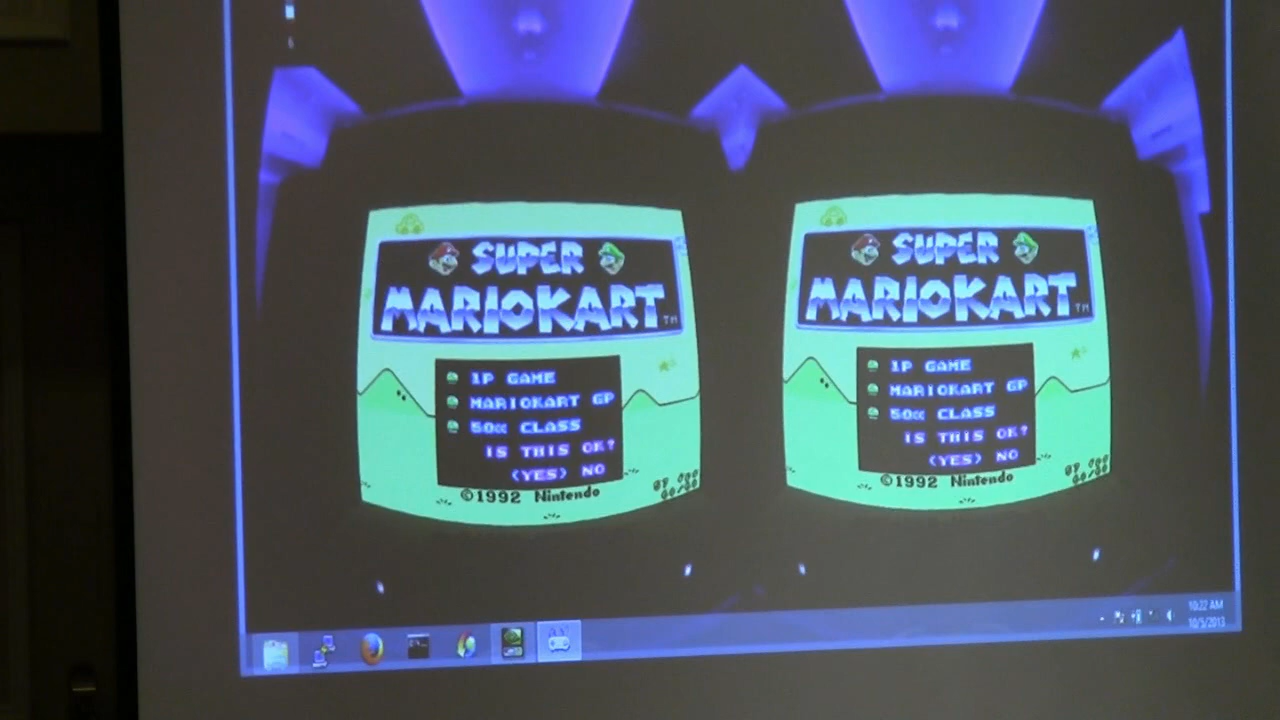 SUPER
MARIOKART TM
1P GAME
MARIOKART GP
50cc CLASS
IS THIS OK?
(YES) NO
©1992 Nintendo
SUPER
MARIOKART TM
1P GAME
MARIOKART GP
50cc CLASS
IS THIS OK?
(YES) NO
©1992 Nintendo
10:22 AM
10/5/2013